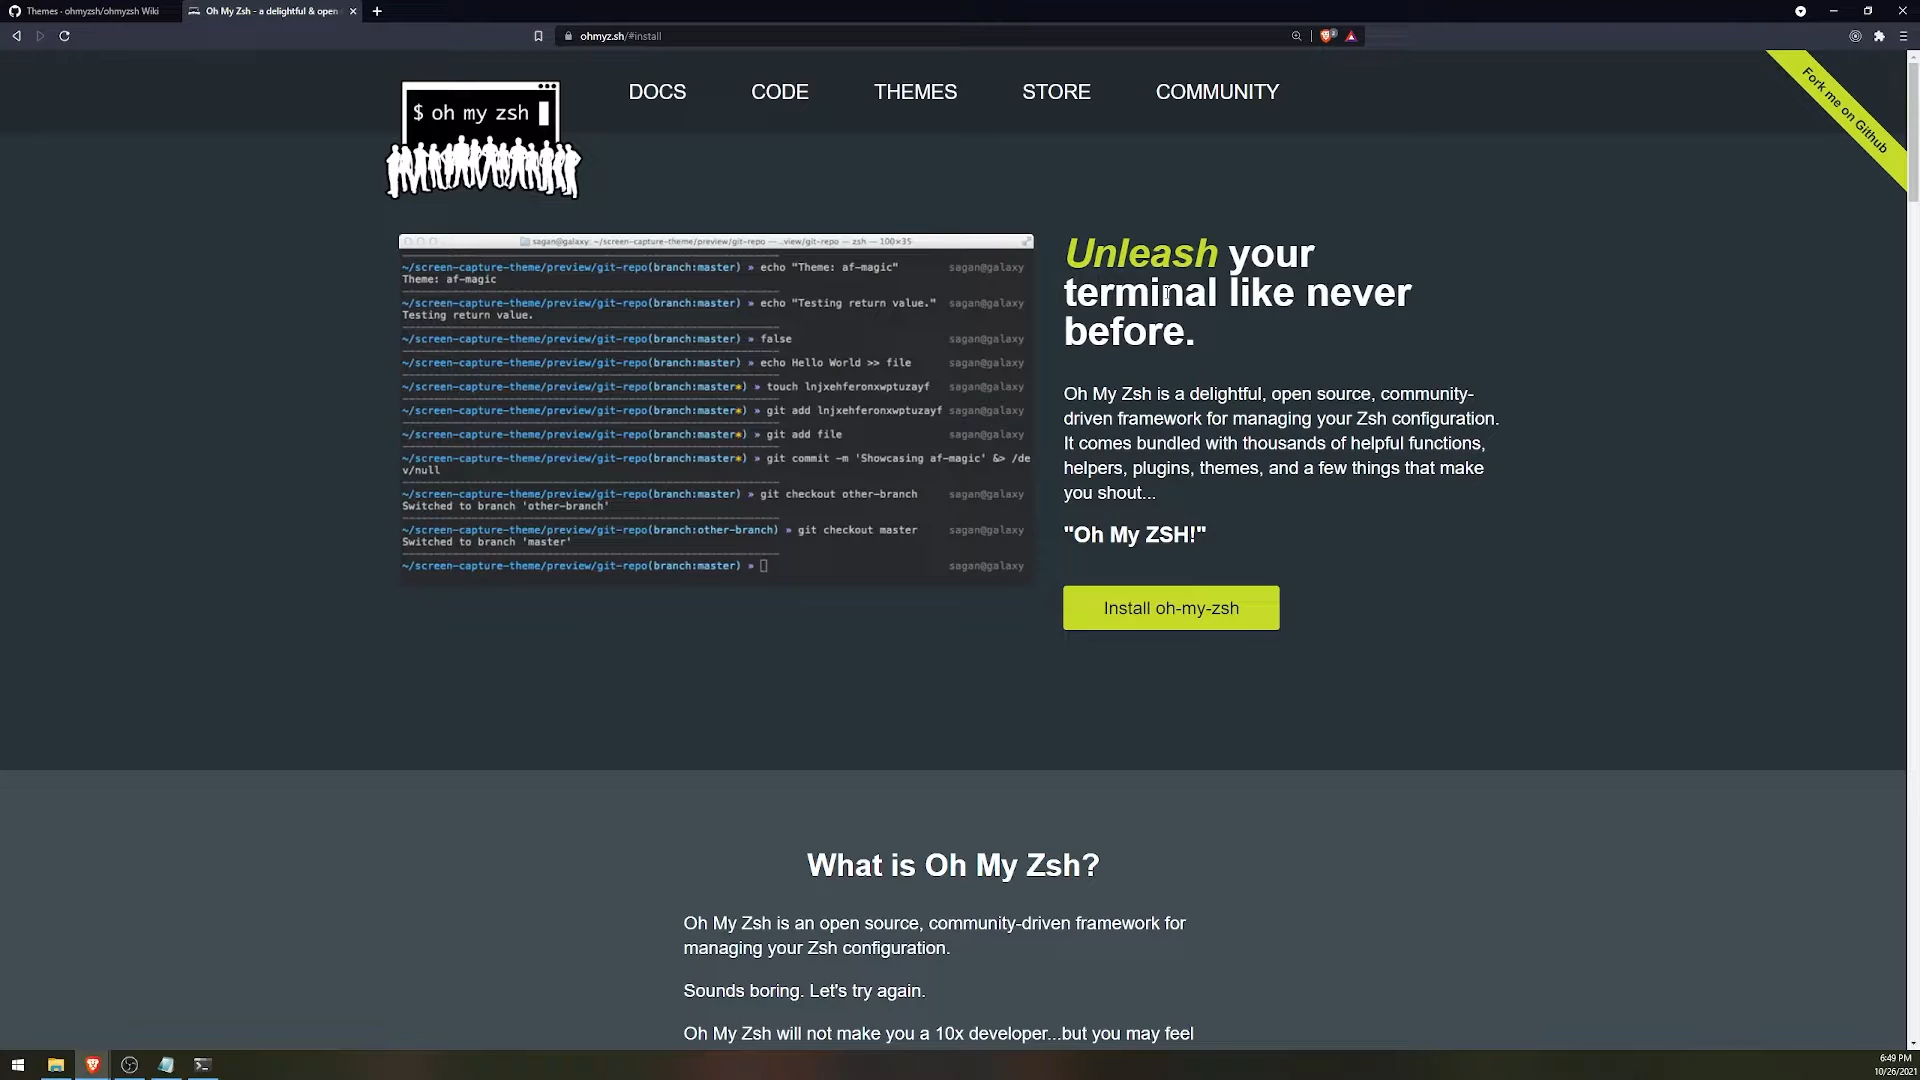 Themes · ohmyzsh/ohmyzsh Wiki
Oh My Zsh - a delightful & open
ohmyz.sh/#install
$ oh my zsh
DOCS
CODE
THEMES
STORE
COMMUNITY
Fork me on Github
sagan@galaxy: ~/screen-capture-theme/preview/git-repo — ..view/git-repo — zsh — 100×35
~/screen-capture-theme/preview/git-repo(branch:master) » echo "Theme: af-magic" sagan@galaxy
Theme: af-magic
~/screen-capture-theme/preview/git-repo(branch:master) » echo "Testing return value." sagan@galaxy
Testing return value.
~/screen-capture-theme/preview/git-repo(branch:master) » false sagan@galaxy
~/screen-capture-theme/preview/git-repo(branch:master) » echo Hello World >> file sagan@galaxy
~/screen-capture-theme/preview/git-repo(branch:master*) » touch lnjxehferonxwptuzayf sagan@galaxy
~/screen-capture-theme/preview/git-repo(branch:master*) » git add lnjxehferonxwptuzayf sagan@galaxy
~/screen-capture-theme/preview/git-repo(branch:master*) » git add file sagan@galaxy
~/screen-capture-theme/preview/git-repo(branch:master*) » git commit -m 'Showcasing af-magic' &> /de
v/null
~/screen-capture-theme/preview/git-repo(branch:master) » git checkout other-branch sagan@galaxy
Switched to branch 'other-branch'
~/screen-capture-theme/preview/git-repo(branch:other-branch) » git checkout master sagan@galaxy
Switched to branch 'master'
~/screen-capture-theme/preview/git-repo(branch:master) » sagan@galaxy
Unleash your
terminal like never
before.
Oh My Zsh is a delightful, open source, community-
driven framework for managing your Zsh configuration.
It comes bundled with thousands of helpful functions,
helpers, plugins, themes, and a few things that make
you shout...
"Oh My ZSH!"
Install oh-my-zsh
What is Oh My Zsh?
Oh My Zsh is an open source, community-driven framework for
managing your Zsh configuration.
Sounds boring. Let's try again.
Oh My Zsh will not make you a 10x developer...but you may feel
6:49 PM
10/26/2021